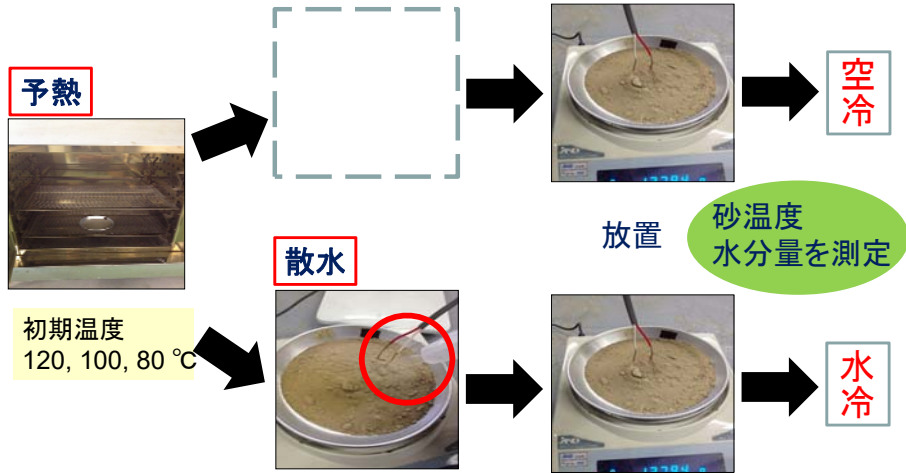 予熱
空
冷
放置
砂温度
水分量を測定
散水
初期温度
120, 100, 80 ℃
水
冷